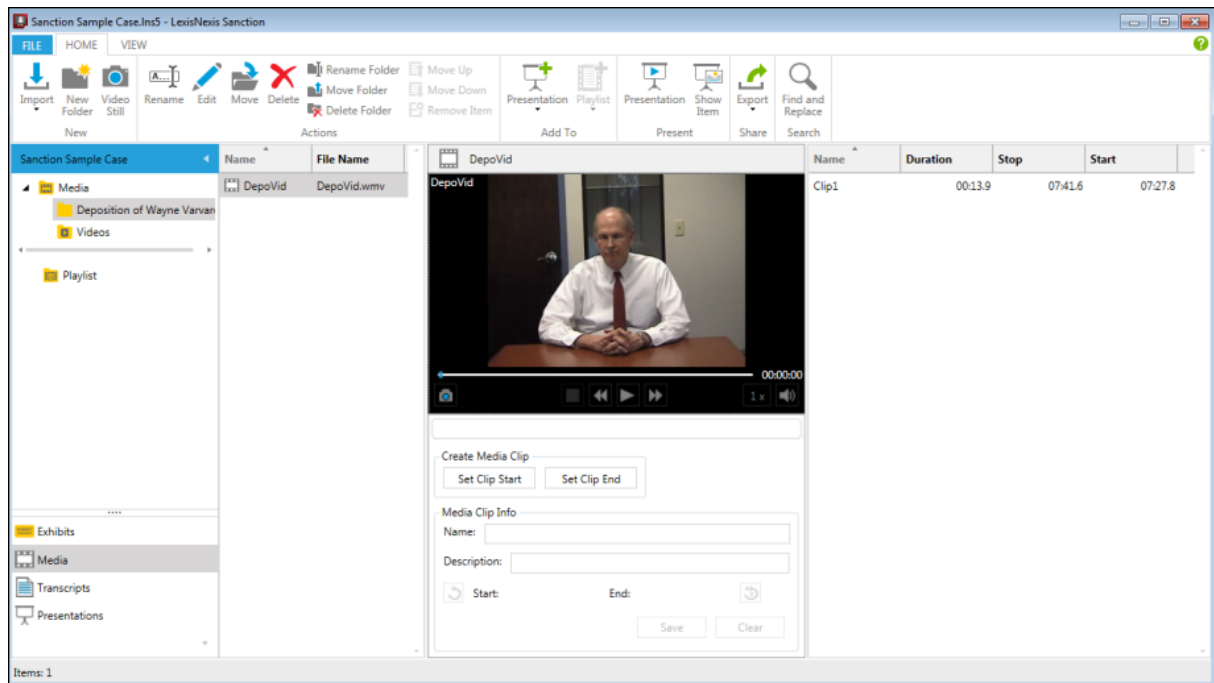 Sanction Sample Case.Ins5 - LexisNexis Sanction
FILE HOME VIEW
Import New Folder Video Still Rename Edit Move Delete
Rename Folder Move Up
Move Folder Move Down
Delete Folder Remove Item
Presentation Playlist Presentation Show Item Export Find and Replace
New Actions Add To Present Share Search
Sanction Sample Case
Name File Name
DepoVid
Name Duration Stop Start
Media
Deposition of Wayne Varvan
Videos
Playlist
DepoVid DepoVid.wmv
DepoVid
00:00:00
1 x
Clip1 00:13.9 07:41.6 07:27.8
Create Media Clip
Set Clip Start Set Clip End
Media Clip Info
Name:
Description:
Start: End:
Save Clear
Exhibits
Media
Transcripts
Presentations
Items: 1